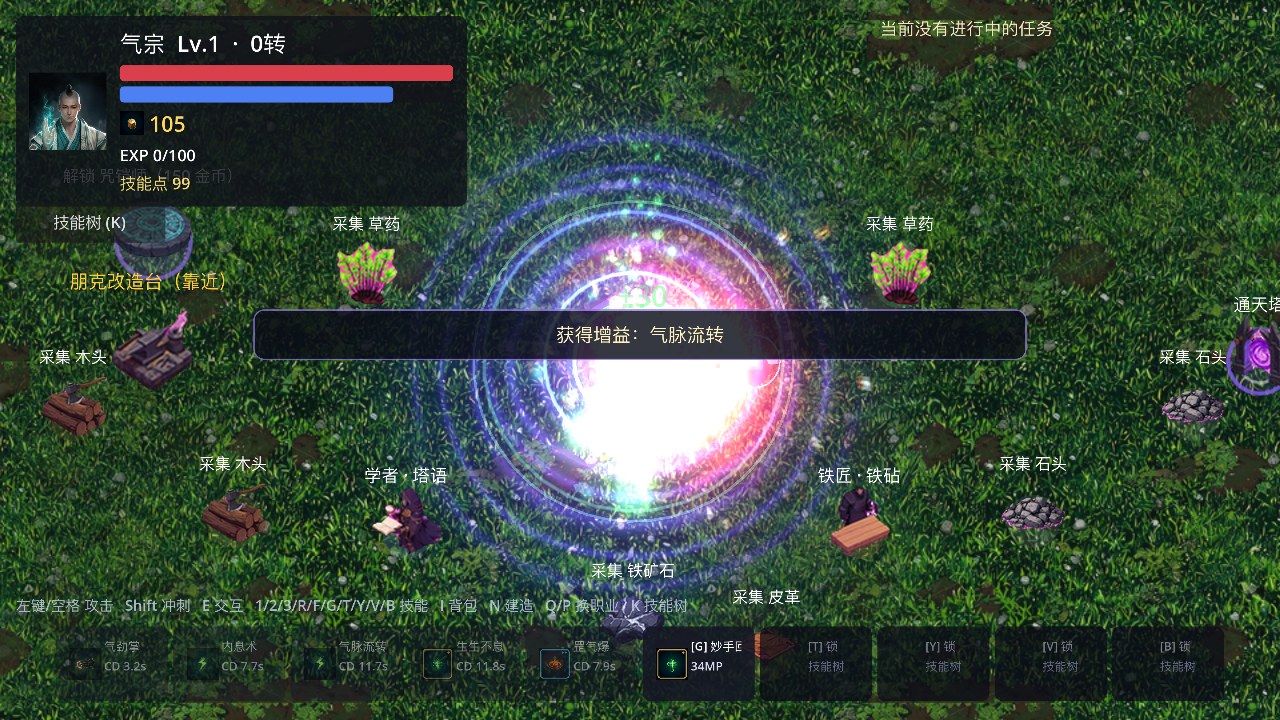 气宗 Lv.1 · 0转
105
EXP 0/100
解锁
金币）
技能点 99
当前没有进行中的任务
技能树 (K)
采集 草药
采集 草药
朋克改造台（靠近）
通天塔
+30
获得增益：气脉流转
采集 木头
采集 石头
采集 木头
学者 · 塔语
铁匠 · 铁砧
采集 石头
采集 铁矿石
采集 皮革
左键/空格 攻击 Shift 冲刺 E 交互 1/2/3/R/F/G/T/Y/V/B 技能 I 背包 N 建造 O/P 换职业 / K 技能树
气劲掌
CD 3.2s
内息术
CD 7.7s
气脉流转
CD 11.7s
生生不息
CD 11.8s
罡气爆
CD 7.9s
[G] 妙手
34MP
[T] 锁
技能树
[Y] 锁
技能树
[V] 锁
技能树
[B] 锁
技能树